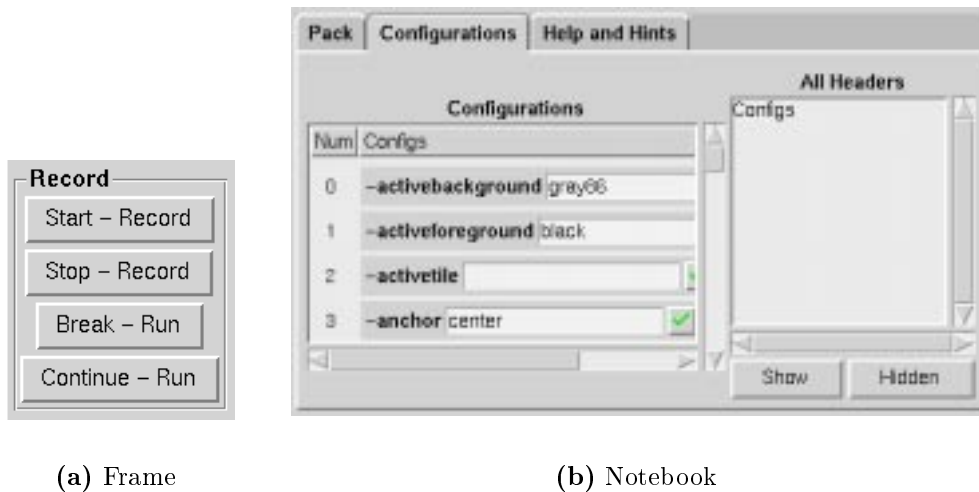 Record
Start – Record
Stop – Record
Break – Run
Continue – Run
Pack Configurations Help and Hints
Configurations
Num Configs
0 –activebackground gray86
1 –activeforeground black
2 –activetile
3 –anchor center
All Headers
Configs
Show Hidden
(a) Frame
(b) Notebook